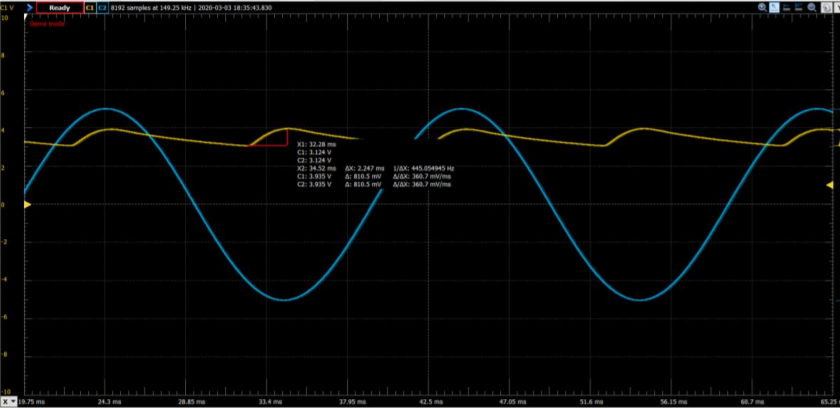 C1 V Ready C1 C2 8192 samples at 149.25 kHz | 2020-03-03 18:35:43.830
10
Demo mode
8
6
4
X1: 32.28 ms
C1: 3.124 V
C2: 3.124 V
2
X2: 34.52 ms ΔX: 2.247 ms 1/ΔX: 445.054945 Hz
C1: 3.935 V Δ: 810.5 mV Δ/ΔX: 360.7 mV/ms
C2: 3.935 V Δ: 810.5 mV Δ/ΔX: 360.7 mV/ms
0
-2
-4
-6
-8
-10
X 19.75 ms 24.3 ms 28.85 ms 33.4 ms 37.95 ms 42.5 ms 47.05 ms 51.6 ms 56.15 ms 60.7 ms 65.25